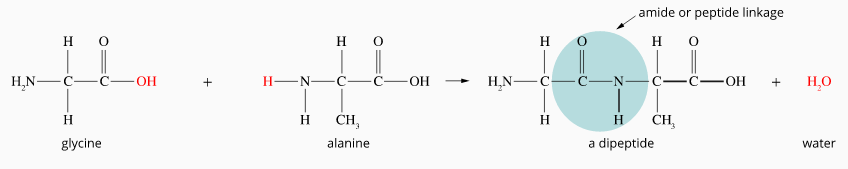 amide or peptide linkage
H O H O H O H O
H₂N C C OH + H N C C OH → H₂N C C N C C OH + H₂O
H H CH₃ H H CH₃
glycine alanine a dipeptide water